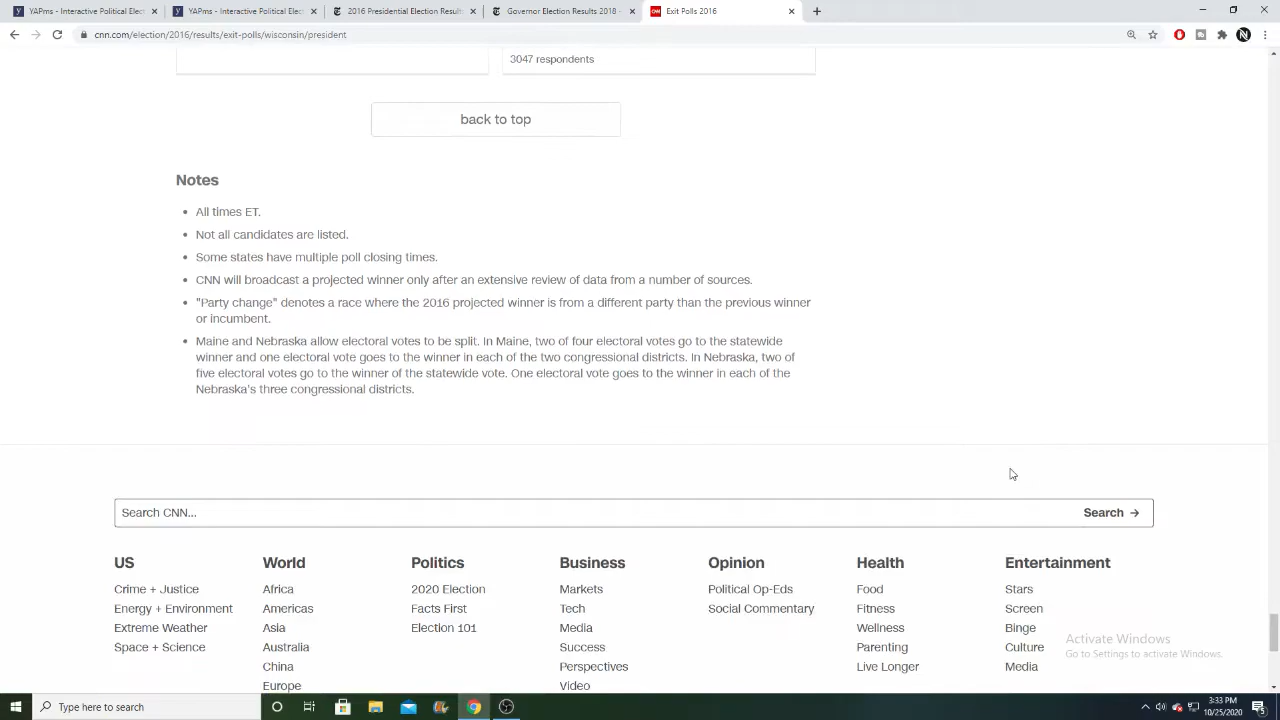 YAPms - Interactive Political Elec
YAPms - Interactive Political Elec
2016 Presidential Election Results
Governor Election Results 2018 -
Exit Polls 2016
cnn.com/election/2016/results/exit-polls/wisconsin/president
3047 respondents
back to top
Notes
All times ET.
Not all candidates are listed.
Some states have multiple poll closing times.
CNN will broadcast a projected winner only after an extensive review of data from a number of sources.
"Party change" denotes a race where the 2016 projected winner is from a different party than the previous winner
or incumbent.
Maine and Nebraska allow electoral votes to be split. In Maine, two of four electoral votes go to the statewide
winner and one electoral vote goes to the winner in each of the two congressional districts. In Nebraska, two of
five electoral votes go to the winner of the statewide vote. One electoral vote goes to the winner in each of the
Nebraska's three congressional districts.
Search CNN...
Search →
US World Politics Business Opinion Health Entertainment
Crime + Justice Africa 2020 Election Markets Political Op-Eds Food Stars
Energy + Environment Americas Facts First Tech Social Commentary Fitness Screen
Extreme Weather Asia Election 101 Media Wellness Binge
Space + Science Australia Success Parenting Culture
China Perspectives Live Longer Media
Europe Video
Activate Windows
Go to Settings to activate Windows.
Type here to search
3:33 PM
10/25/2020